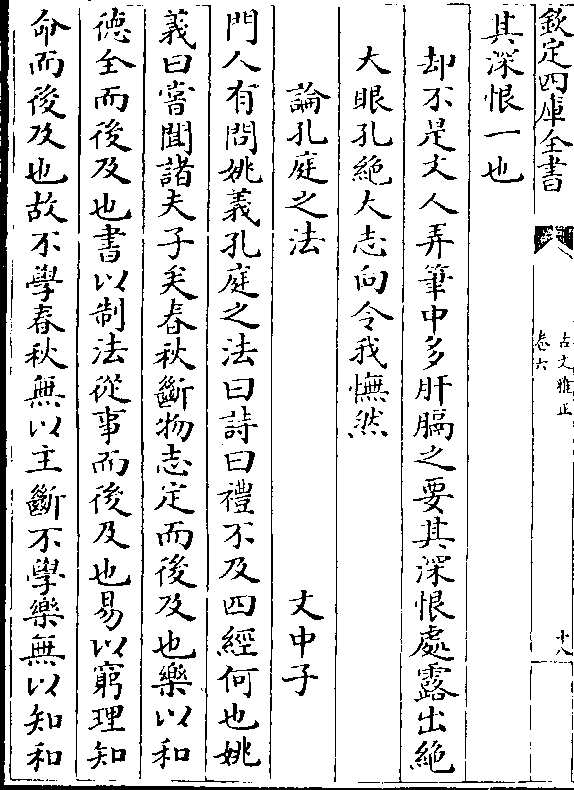 欽定四庫全書
古文雅正
卷六
十八
其深恨一也
却不是文人弄筆中多肝膈之要其深恨處露出絶
大眼孔絶大志向令我憮然
論孔庭之法
文中子
門人有問姚義孔庭之法曰詩曰禮不及四經何也姚
義曰嘗聞諸夫子矣春秋斷物志定而後及也樂以和
德全而後及也書以制法從事而後及也易以窮理知
命而後及也故不學春秋無以主斷不學樂無以知和